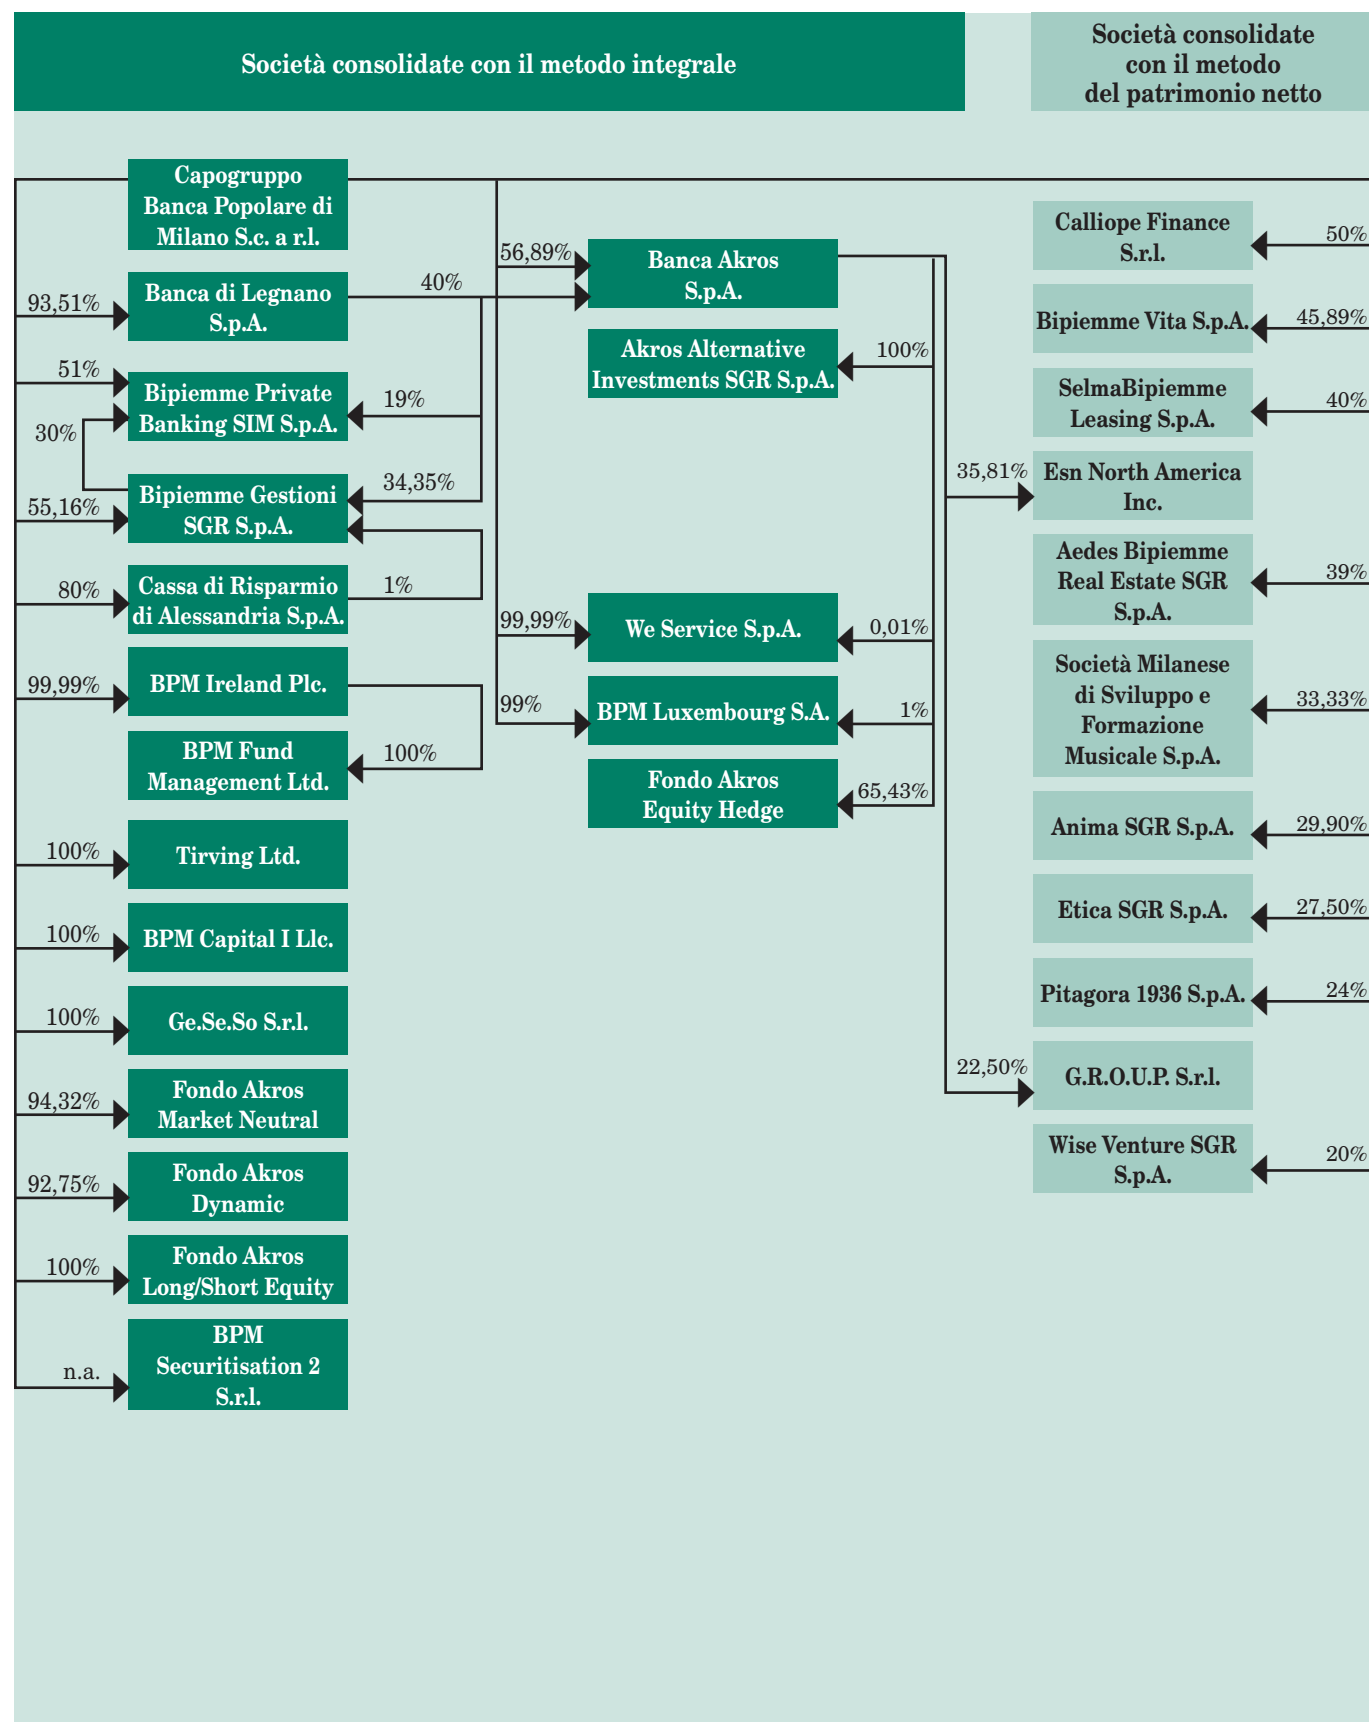 Società consolidate con il metodo integrale
Società consolidate
con il metodo
del patrimonio netto
Capogruppo
Banca Popolare di
Milano S.c. a r.l.
93,51%
Banca di Legnano
S.p.A.
40%
51%
Bipiemme Private
Banking SIM S.p.A.
19%
30%
55,16%
Bipiemme Gestioni
SGR S.p.A.
34,35%
80%
Cassa di Risparmio
di Alessandria S.p.A.
1%
99,99%
BPM Ireland Plc.
BPM Fund
Management Ltd.
100%
100%
Tirving Ltd.
100%
BPM Capital I Llc.
100%
Ge.Se.So S.r.l.
94,32%
Fondo Akros
Market Neutral
92,75%
Fondo Akros
Dynamic
100%
Fondo Akros
Long/Short Equity
n.a.
BPM
Securitisation 2
S.r.l.
56,89%
Banca Akros
S.p.A.
Akros Alternative
Investments SGR S.p.A.
100%
99,99%
We Service S.p.A.
0,01%
99%
BPM Luxembourg S.A.
1%
Fondo Akros
Equity Hedge
65,43%
Calliope Finance
S.r.l.
50%
Bipiemme Vita S.p.A.
45,89%
SelmaBipiemme
Leasing S.p.A.
40%
35,81%
Esn North America
Inc.
Aedes Bipiemme
Real Estate SGR
S.p.A.
39%
Società Milanese
di Sviluppo e
Formazione
Musicale S.p.A.
33,33%
Anima SGR S.p.A.
29,90%
Etica SGR S.p.A.
27,50%
Pitagora 1936 S.p.A.
24%
22,50%
G.R.O.U.P. S.r.l.
Wise Venture SGR
S.p.A.
20%